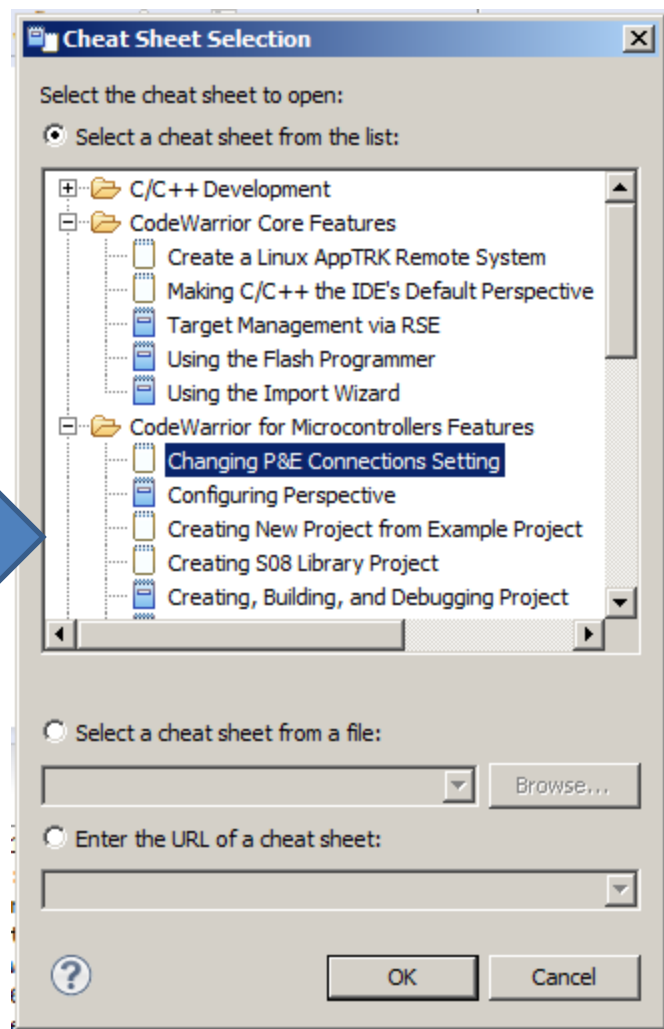 Cheat Sheet Selection
Select the cheat sheet to open:
Select a cheat sheet from the list:
C/C++ Development
CodeWarrior Core Features
Create a Linux AppTRK Remote System
Making C/C++ the IDE's Default Perspective
Target Management via RSE
Using the Flash Programmer
Using the Import Wizard
CodeWarrior for Microcontrollers Features
Changing P&E Connections Setting
Configuring Perspective
Creating New Project from Example Project
Creating S08 Library Project
Creating, Building, and Debugging Project
Select a cheat sheet from a file:
Browse...
Enter the URL of a cheat sheet:
?
OK Cancel